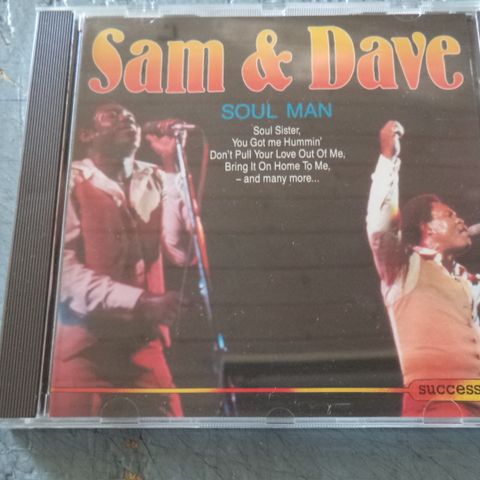 Sam & Dave
SOUL MAN
Soul Sister,
You Got me Hummin'
Don't Pull Your Love Out Of Me,
Bring It On Home To Me,
– and many more...
success